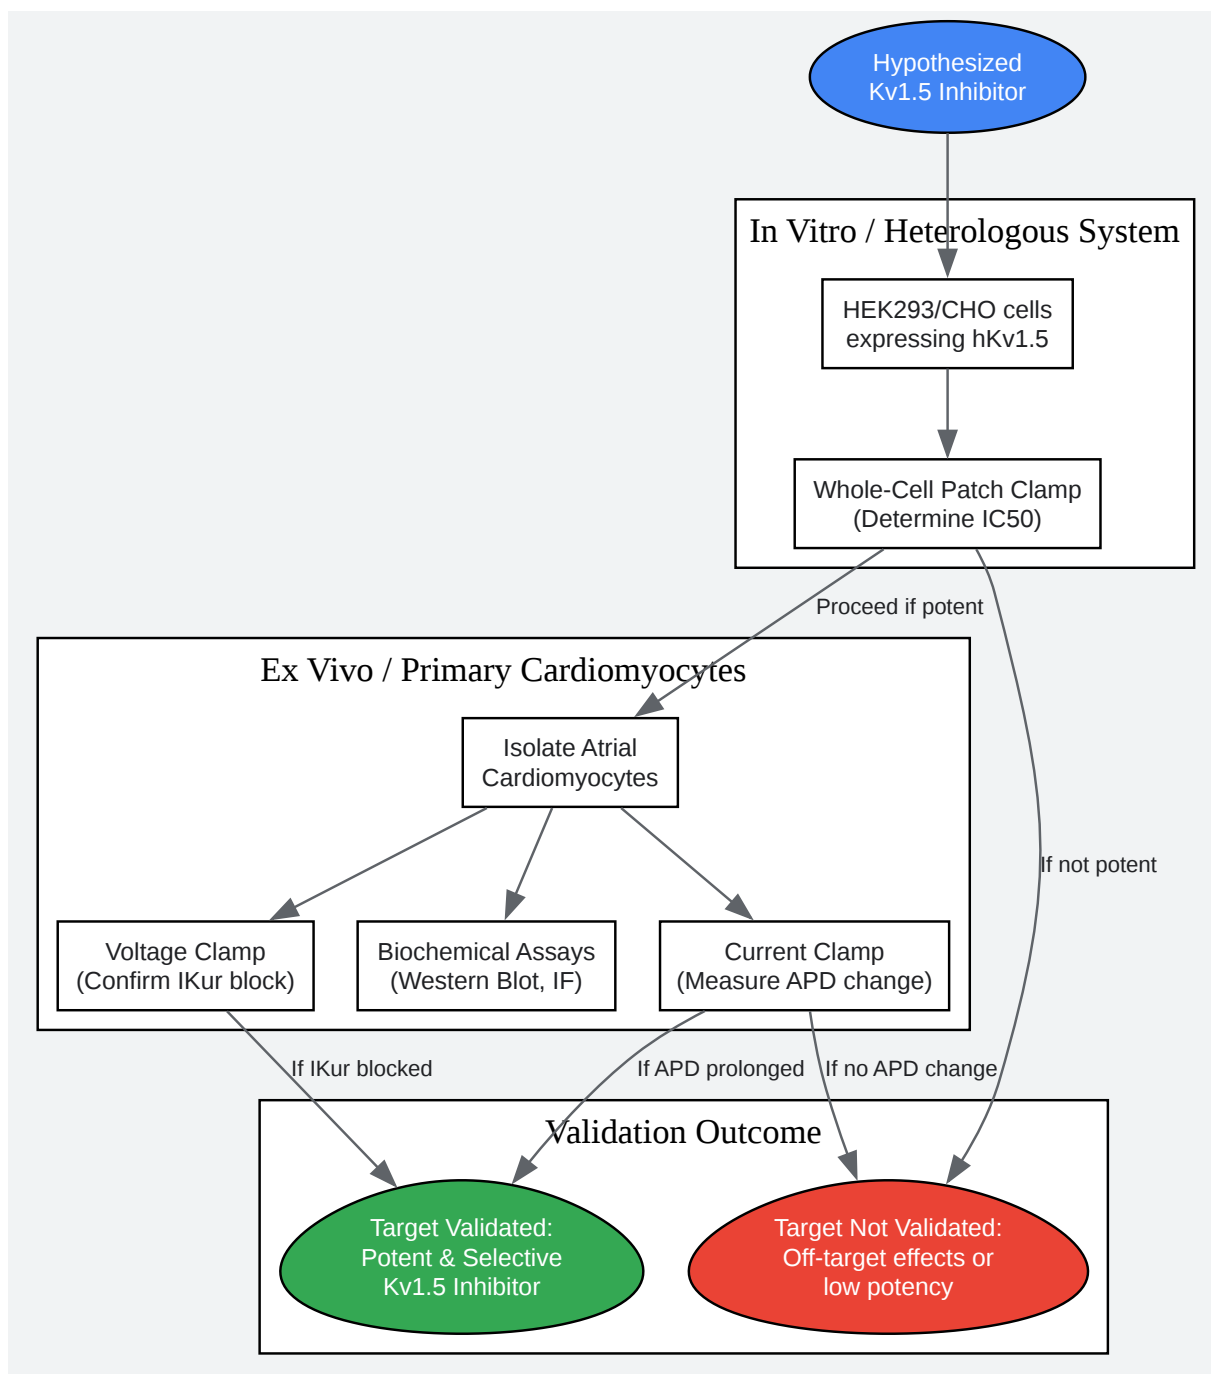 Hypothesized
Kv1.5 Inhibitor
In Vitro / Heterologous System
HEK293/CHO cells
expressing hKv1.5
Whole-Cell Patch Clamp
(Determine IC50)
Proceed if potent
Ex Vivo / Primary Cardiomyocytes
Isolate Atrial
Cardiomyocytes
If not potent
Voltage Clamp
(Confirm IKur block)
Biochemical Assays
(Western Blot, IF)
Current Clamp
(Measure APD change)
If IKur blocked
If APD prolonged
If no APD change
Validation Outcome
Target Validated:
Potent & Selective
Kv1.5 Inhibitor
Target Not Validated:
Off-target effects or
low potency